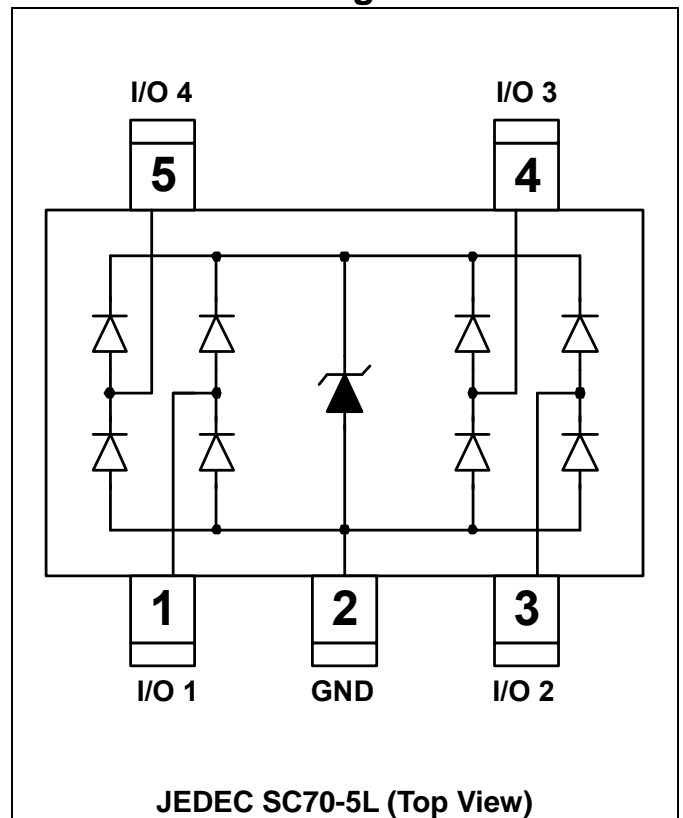 I/O 4 I/O 3
5 4
1 2 3
I/O 1 GND I/O 2
JEDEC SC70-5L (Top View)